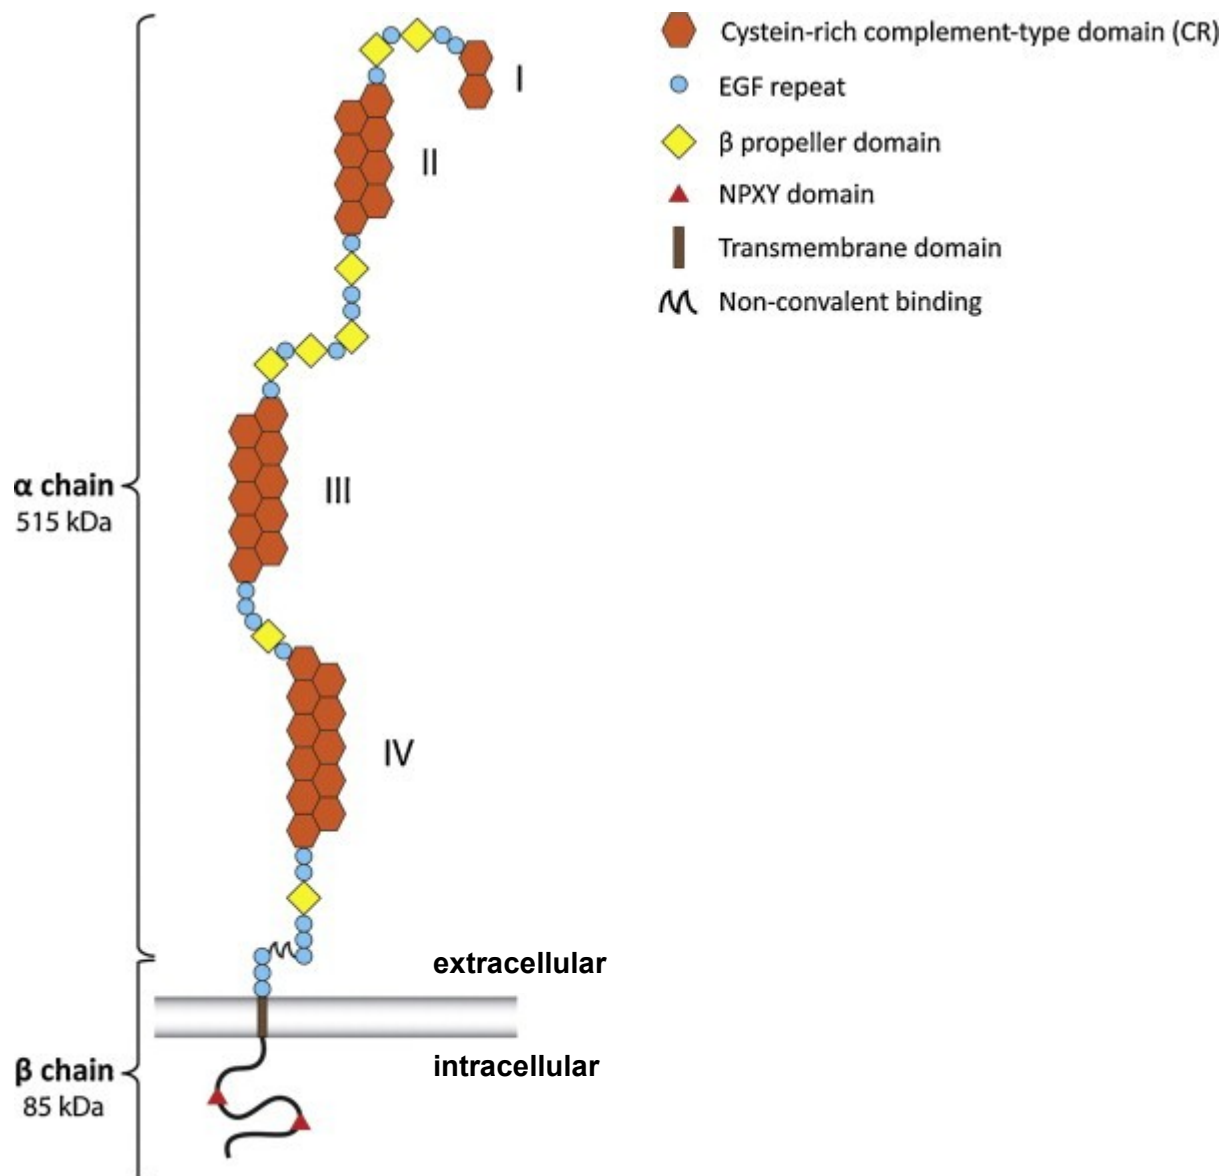 Cystein-rich complement-type domain (CR)
EGF repeat
β propeller domain
NPXY domain
Transmembrane domain
Non-convalent binding
I
II
III
IV
α chain
515 kDa
extracellular
intracellular
β chain
85 kDa